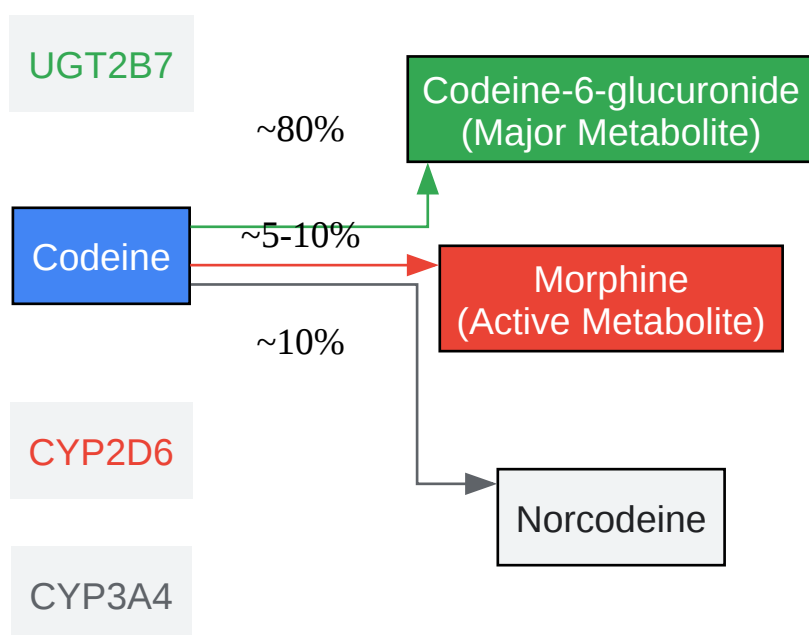 UGT2B7
Codeine-6-glucuronide
(Major Metabolite)
~80%
~5-10%
Codeine
Morphine
(Active Metabolite)
~10%
CYP2D6
Norcodeine
CYP3A4